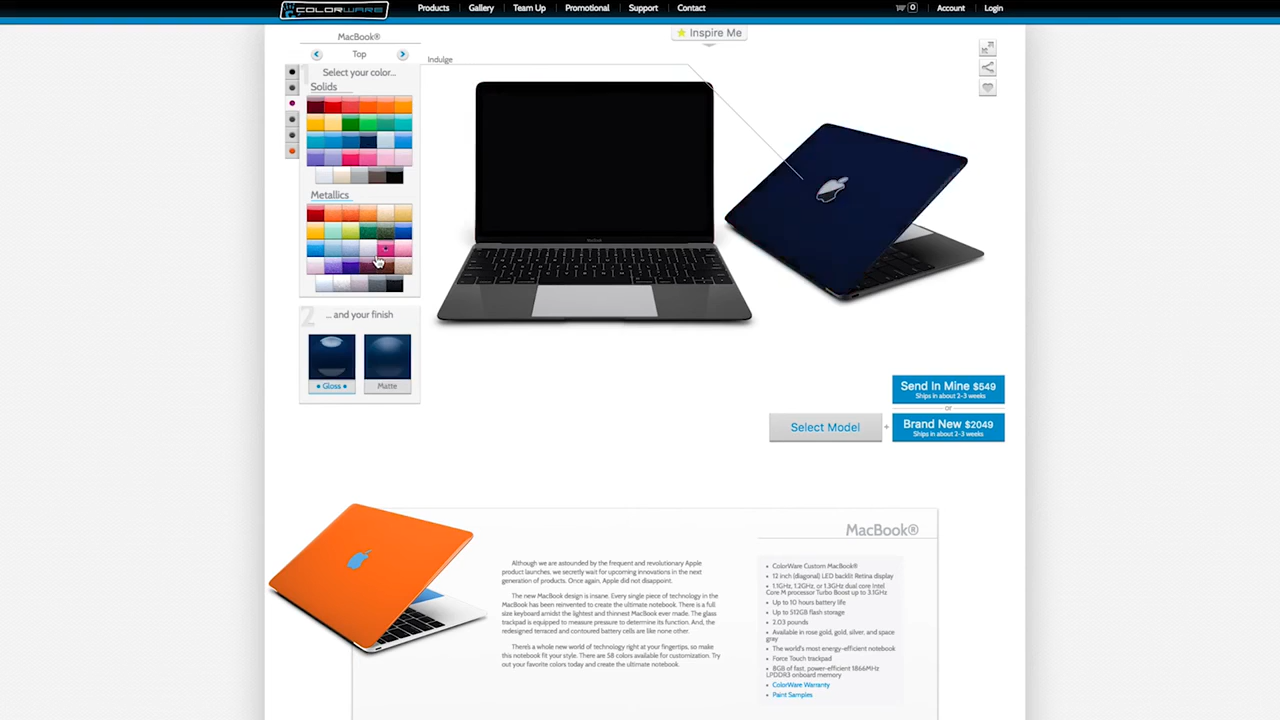 COLORWARE
Products Gallery Team Up Promotional Support Contact
0 Account Login
Inspire Me
MacBook®
Top
Indulge
1 Select your color...
Solids
Metallics
2 ... and your finish
• Gloss •
Matte
MacBook
Send In Mine $549
Ships in about 2-3 weeks
or
Select Model
Brand New $2049
Ships in about 2-3 weeks
MacBook®
Although we are astounded by the frequent and revolutionary Apple
product launches, we secretly wait for upcoming innovations in the next
generation of products. Once again, Apple did not disappoint.
The new MacBook design is insane. Every single piece of technology in the
MacBook has been reinvented to create the ultimate notebook. There is a full
size keyboard amidst the lightest and thinnest MacBook ever made. The glass
trackpad is equipped to measure pressure to determine its function. And, the
redesigned terraced and contoured battery cells are like none other.
There's a whole new world of technology right at your fingertips, so make
this notebook fit your style. There are 58 colors available for customization. Try
out your favorite colors today and create the ultimate notebook.
• ColorWare Custom MacBook®
• 12 inch (diagonal) LED backlit Retina display
• 1.1GHz, 1.2GHz, or 1.3GHz dual core Intel
Core M processor Turbo Boost up to 3.1GHz
• Up to 10 hours battery life
• Up to 512GB flash storage
• 2.03 pounds
• Available in rose gold, gold, silver, and space
gray
• The world's most energy-efficient notebook
• Force Touch trackpad
• 8GB of fast, power-efficient 1866MHz
LPDDR3 onboard memory
• ColorWare Warranty
• Paint Samples